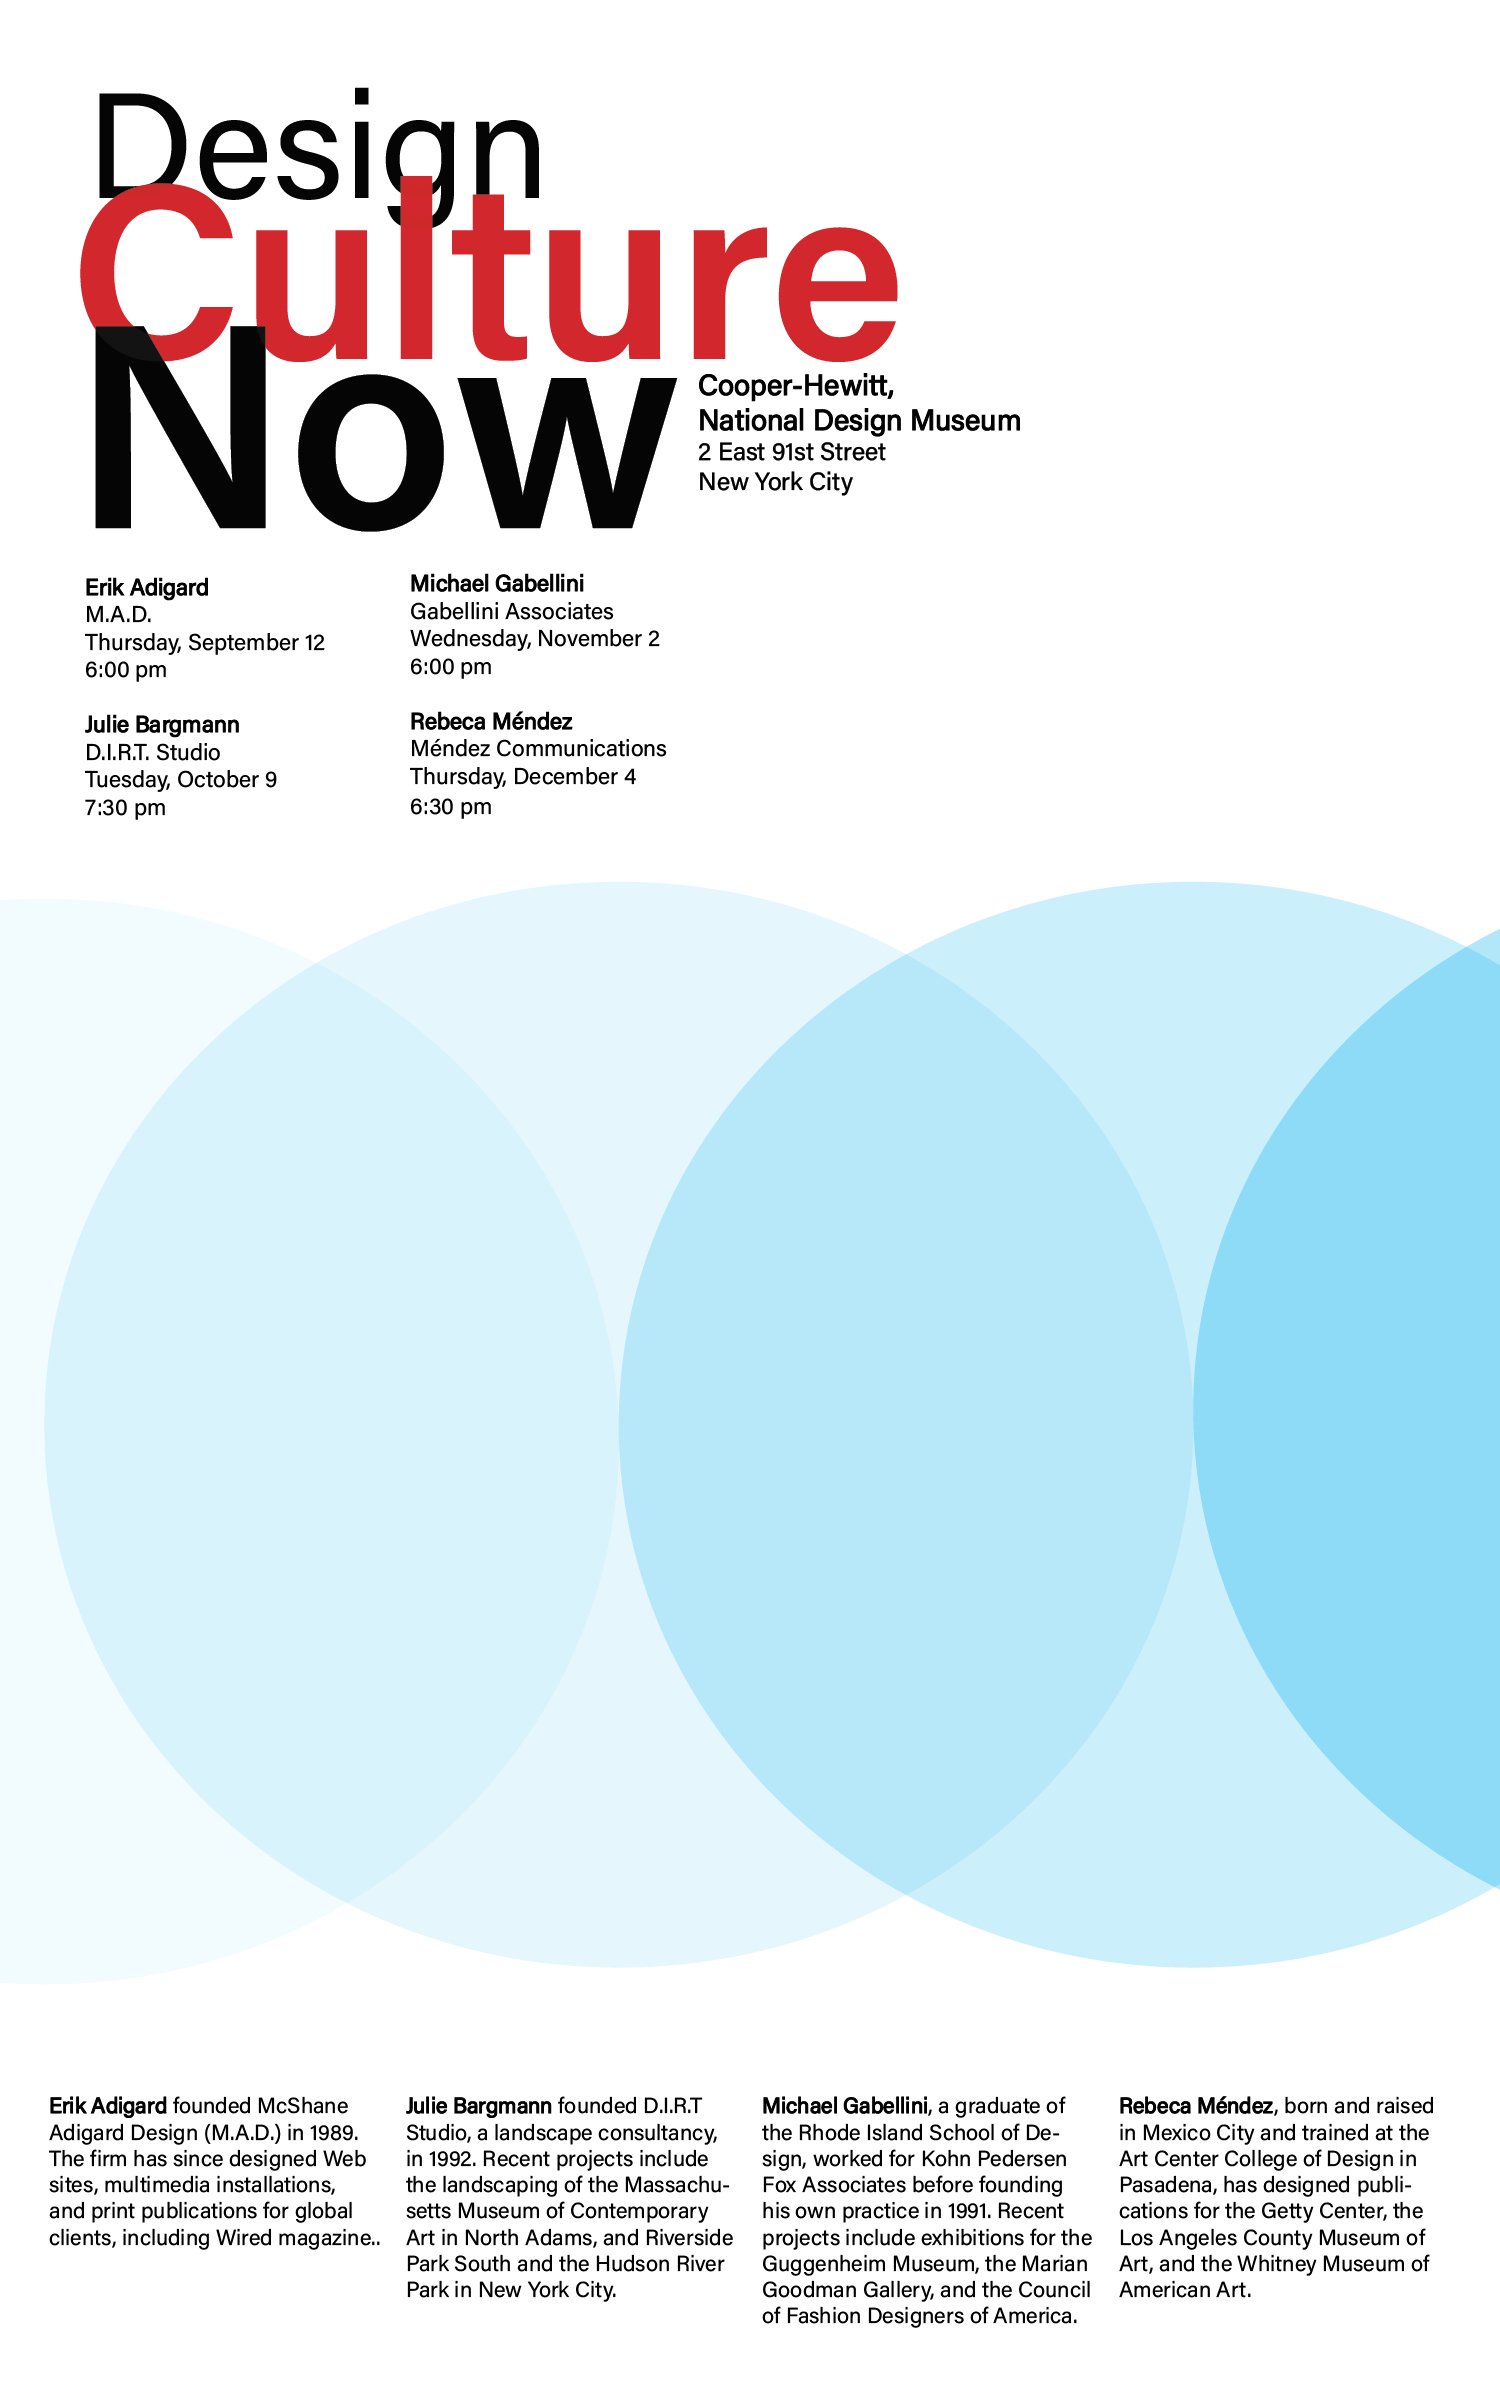 Design
Culture
Now
Cooper-Hewitt,
National Design Museum
2 East 91st Street
New York City
Erik Adigard
M.A.D.
Thursday, September 12
6:00 pm
Julie Bargmann
D.I.R.T. Studio
Tuesday, October 9
7:30 pm
Michael Gabellini
Gabellini Associates
Wednesday, November 2
6:00 pm
Rebeca Méndez
Méndez Communications
Thursday, December 4
6:30 pm
Erik Adigard founded McShane
Adigard Design (M.A.D.) in 1989.
The firm has since designed Web
sites, multimedia installations,
and print publications for global
clients, including Wired magazine..
Julie Bargmann founded D.I.R.T
Studio, a landscape consultancy,
in 1992. Recent projects include
the landscaping of the Massachu-
setts Museum of Contemporary
Art in North Adams, and Riverside
Park South and the Hudson River
Park in New York City.
Michael Gabellini, a graduate of
the Rhode Island School of De-
sign, worked for Kohn Pedersen
Fox Associates before founding
his own practice in 1991. Recent
projects include exhibitions for the
Guggenheim Museum, the Marian
Goodman Gallery, and the Council
of Fashion Designers of America.
Rebeca Méndez, born and raised
in Mexico City and trained at the
Art Center College of Design in
Pasadena, has designed publi-
cations for the Getty Center, the
Los Angeles County Museum of
Art, and the Whitney Museum of
American Art.